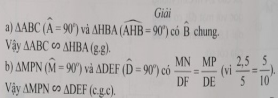 Giải
a) ΔABC (Â = 90°) và ΔHBA (AHB = 90°) có B̂ chung.
Vậy ΔABC ∽ ΔHBA (g.g).
b) ΔMPN (M̂ = 90°) và ΔDEF (D̂ = 90°) có MN/DF = MP/DE (vì 2,5/5 = 5/10).
Vậy ΔMPN ∽ ΔDEF (c.g.c).